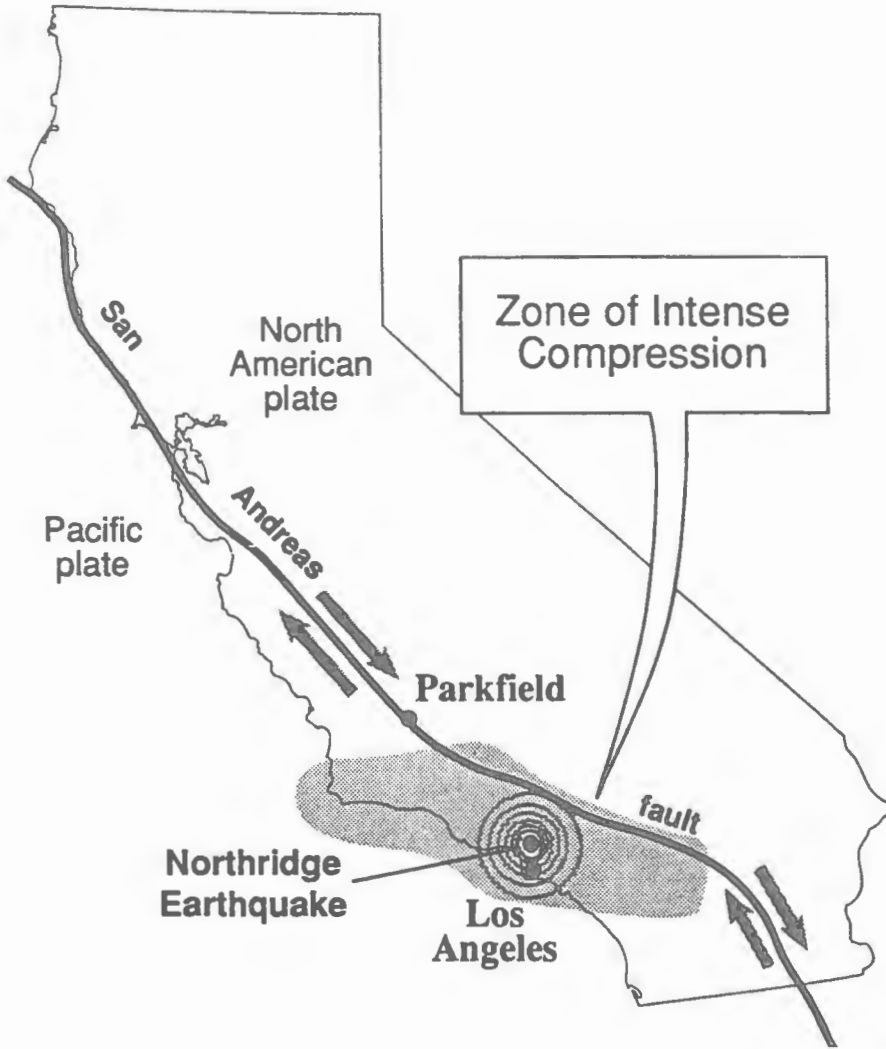 San
North
American
plate
Zone of Intense
Compression
Andreas
Pacific
plate
Parkfield
fault
Northridge
Earthquake
Los
Angeles